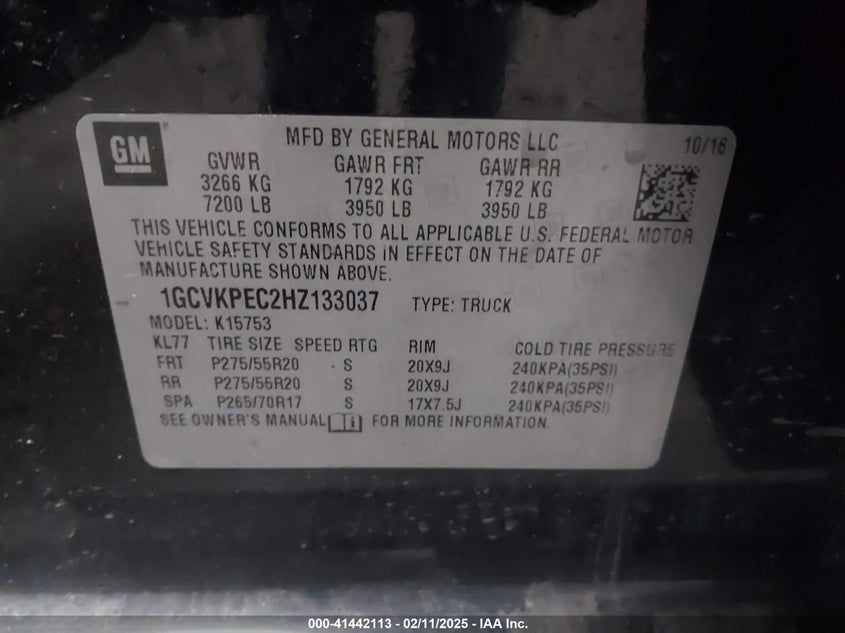 GM
MFD BY GENERAL MOTORS LLC 10/16
GVWR GAWR FRT GAWR RR
3266 KG 1792 KG 1792 KG
7200 LB 3950 LB 3950 LB
THIS VEHICLE CONFORMS TO ALL APPLICABLE U.S. FEDERAL MOTOR
VEHICLE SAFETY STANDARDS IN EFFECT ON THE DATE OF
MANUFACTURE SHOWN ABOVE.
1GCVKPEC2HZ133037 TYPE: TRUCK
MODEL: K15753
KL77 TIRE SIZE SPEED RTG RIM COLD TIRE PRESSURE
FRT P275/55R20 S 20X9J 240KPA(35PSI)
RR P275/55R20 S 20X9J 240KPA(35PSI)
SPA P265/70R17 S 17X7.5J 240KPA(35PSI)
SEE OWNER'S MANUAL FOR MORE INFORMATION.
000-41442113 - 02/11/2025 - IAA Inc.